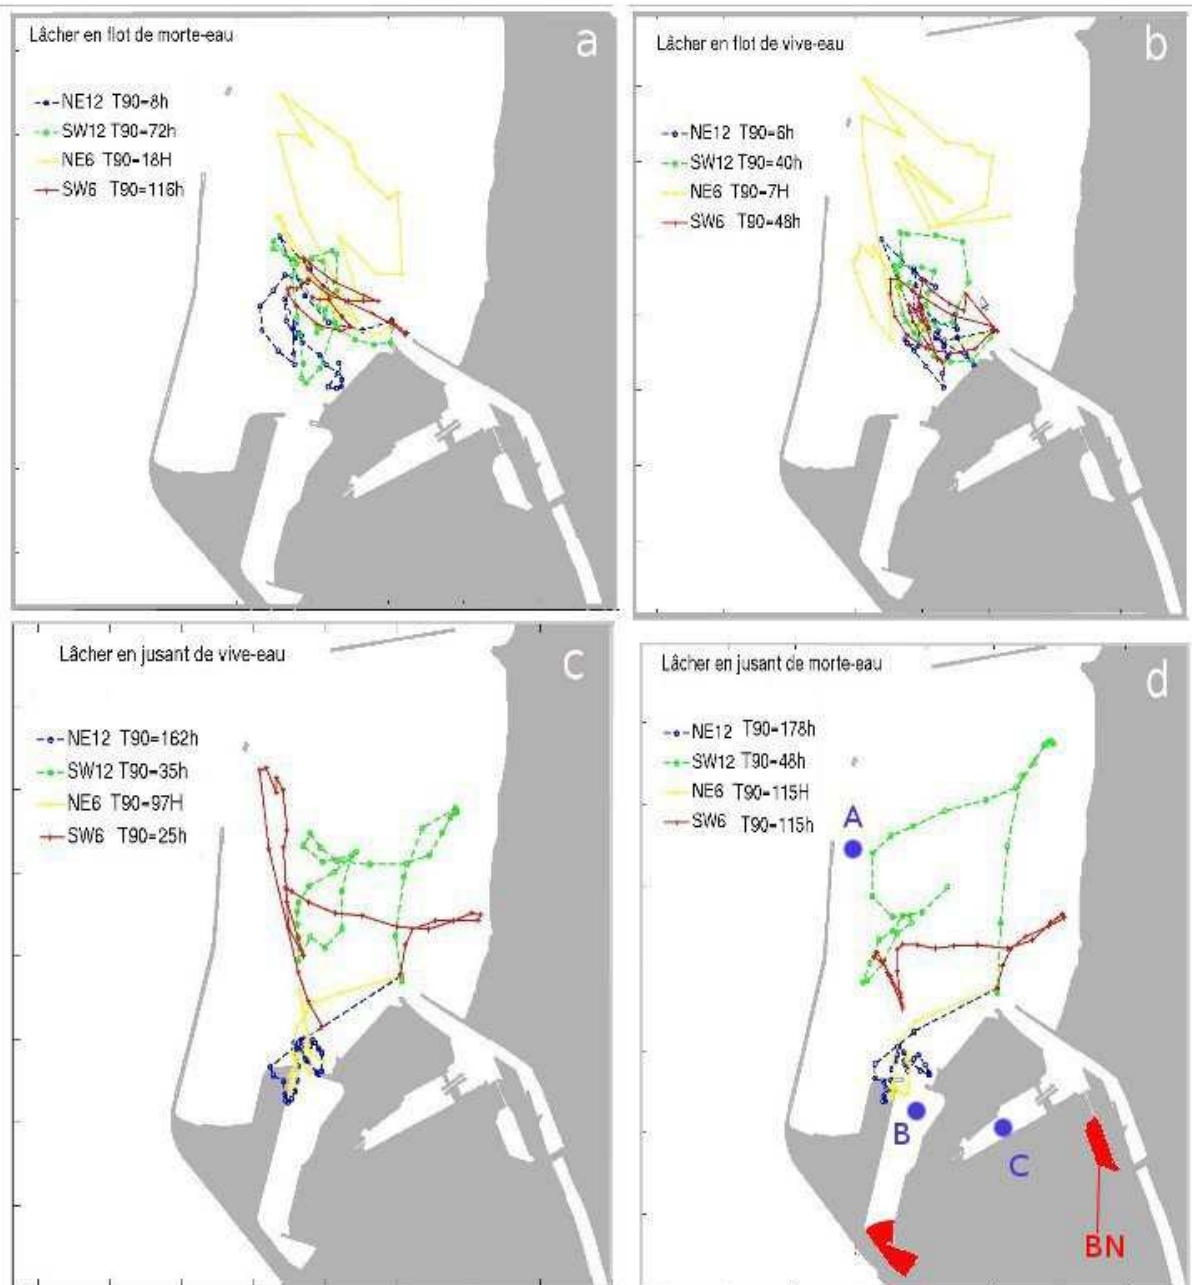 Lâcher en flot de morte-eau
a
NE12 T90=8h
SW12 T90=72h
NE6 T90=18H
SW6 T90=116h
Lâcher en flot de vive-eau
b
NE12 T90=6h
SW12 T90=40h
NE6 T90=7H
SW6 T90=48h
Lâcher en jusant de vive-eau
c
NE12 T90=162h
SW12 T90=35h
NE6 T90=97H
SW6 T90=25h
Lâcher en jusant de morte-eau
d
NE12 T90=178h
SW12 T90=48h
NE6 T90=115H
SW6 T90=115h
A
B
C
BN